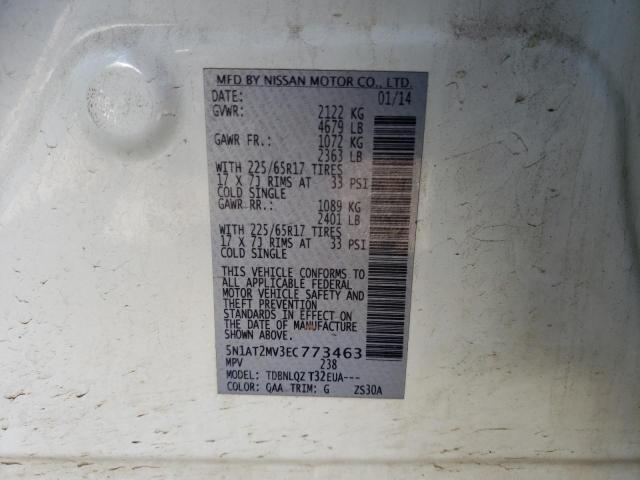 MFD BY NISSAN MOTOR CO., LTD.
DATE: 01/14
GVWR: 2122 KG
4679 LB
GAWR FR.: 1072 KG
2363 LB
WITH 225/65R17 TIRES
17 X 7J RIMS AT 33 PSI
COLD SINGLE
GAWR RR.: 1089 KG
2401 LB
WITH 225/65R17 TIRES
17 X 7J RIMS AT 33 PSI
COLD SINGLE
THIS VEHICLE CONFORMS TO
ALL APPLICABLE FEDERAL
MOTOR VEHICLE SAFETY AND
THEFT PREVENTION
STANDARDS IN EFFECT ON
THE DATE OF MANUFACTURE
SHOWN ABOVE.
5N1AT2MV3EC773463
MPV 238
MODEL: TDBNLQZ T32EUA---
COLOR: QAA TRIM: G ZS30A